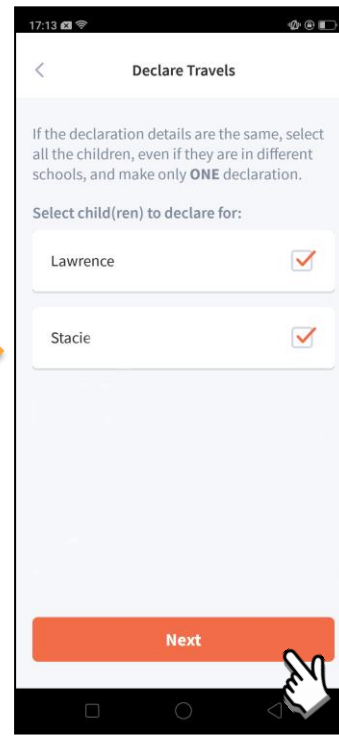 17:13
Declare Travels
If the declaration details are the same, select
all the children, even if they are in different
schools, and make only ONE declaration.
Select child(ren) to declare for:
Lawrence
Stacie
Next